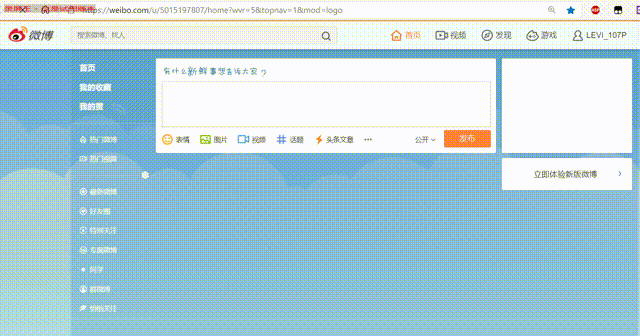 https://weibo.com/u/5015197807/home?wvr=5&topnav=1&mod=logo
微博
搜索微博、找人
首页
视频
发现
游戏
LEVI_107P
首页
我的收藏
我的赞
热门微博
热门视频
最新微博
好友圈
特别关注
专属微博
同学
群微博
悄悄关注
有什么新鲜事想告诉大家?
表情
图片
视频
话题
头条文章
公开
发布
立即体验新版微博